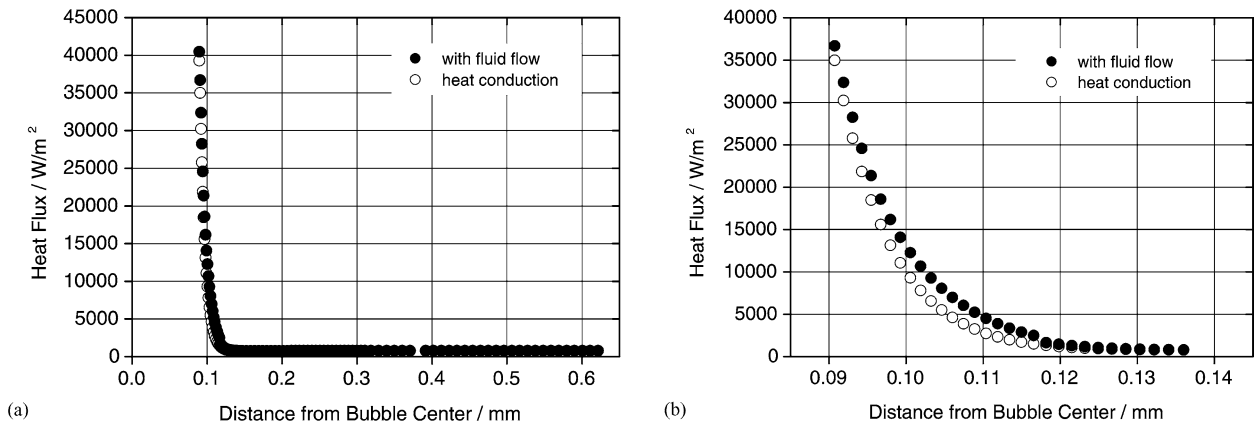 45000
40000
35000
30000
25000
20000
15000
10000
5000
0
Heat Flux / W/m²
with fluid flow
heat conduction
0.0 0.1 0.2 0.3 0.4 0.5 0.6
(a) Distance from Bubble Center / mm
40000
35000
30000
25000
20000
15000
10000
5000
0
Heat Flux / W/m²
with fluid flow
heat conduction
0.09 0.10 0.11 0.12 0.13 0.14
(b) Distance from Bubble Center / mm